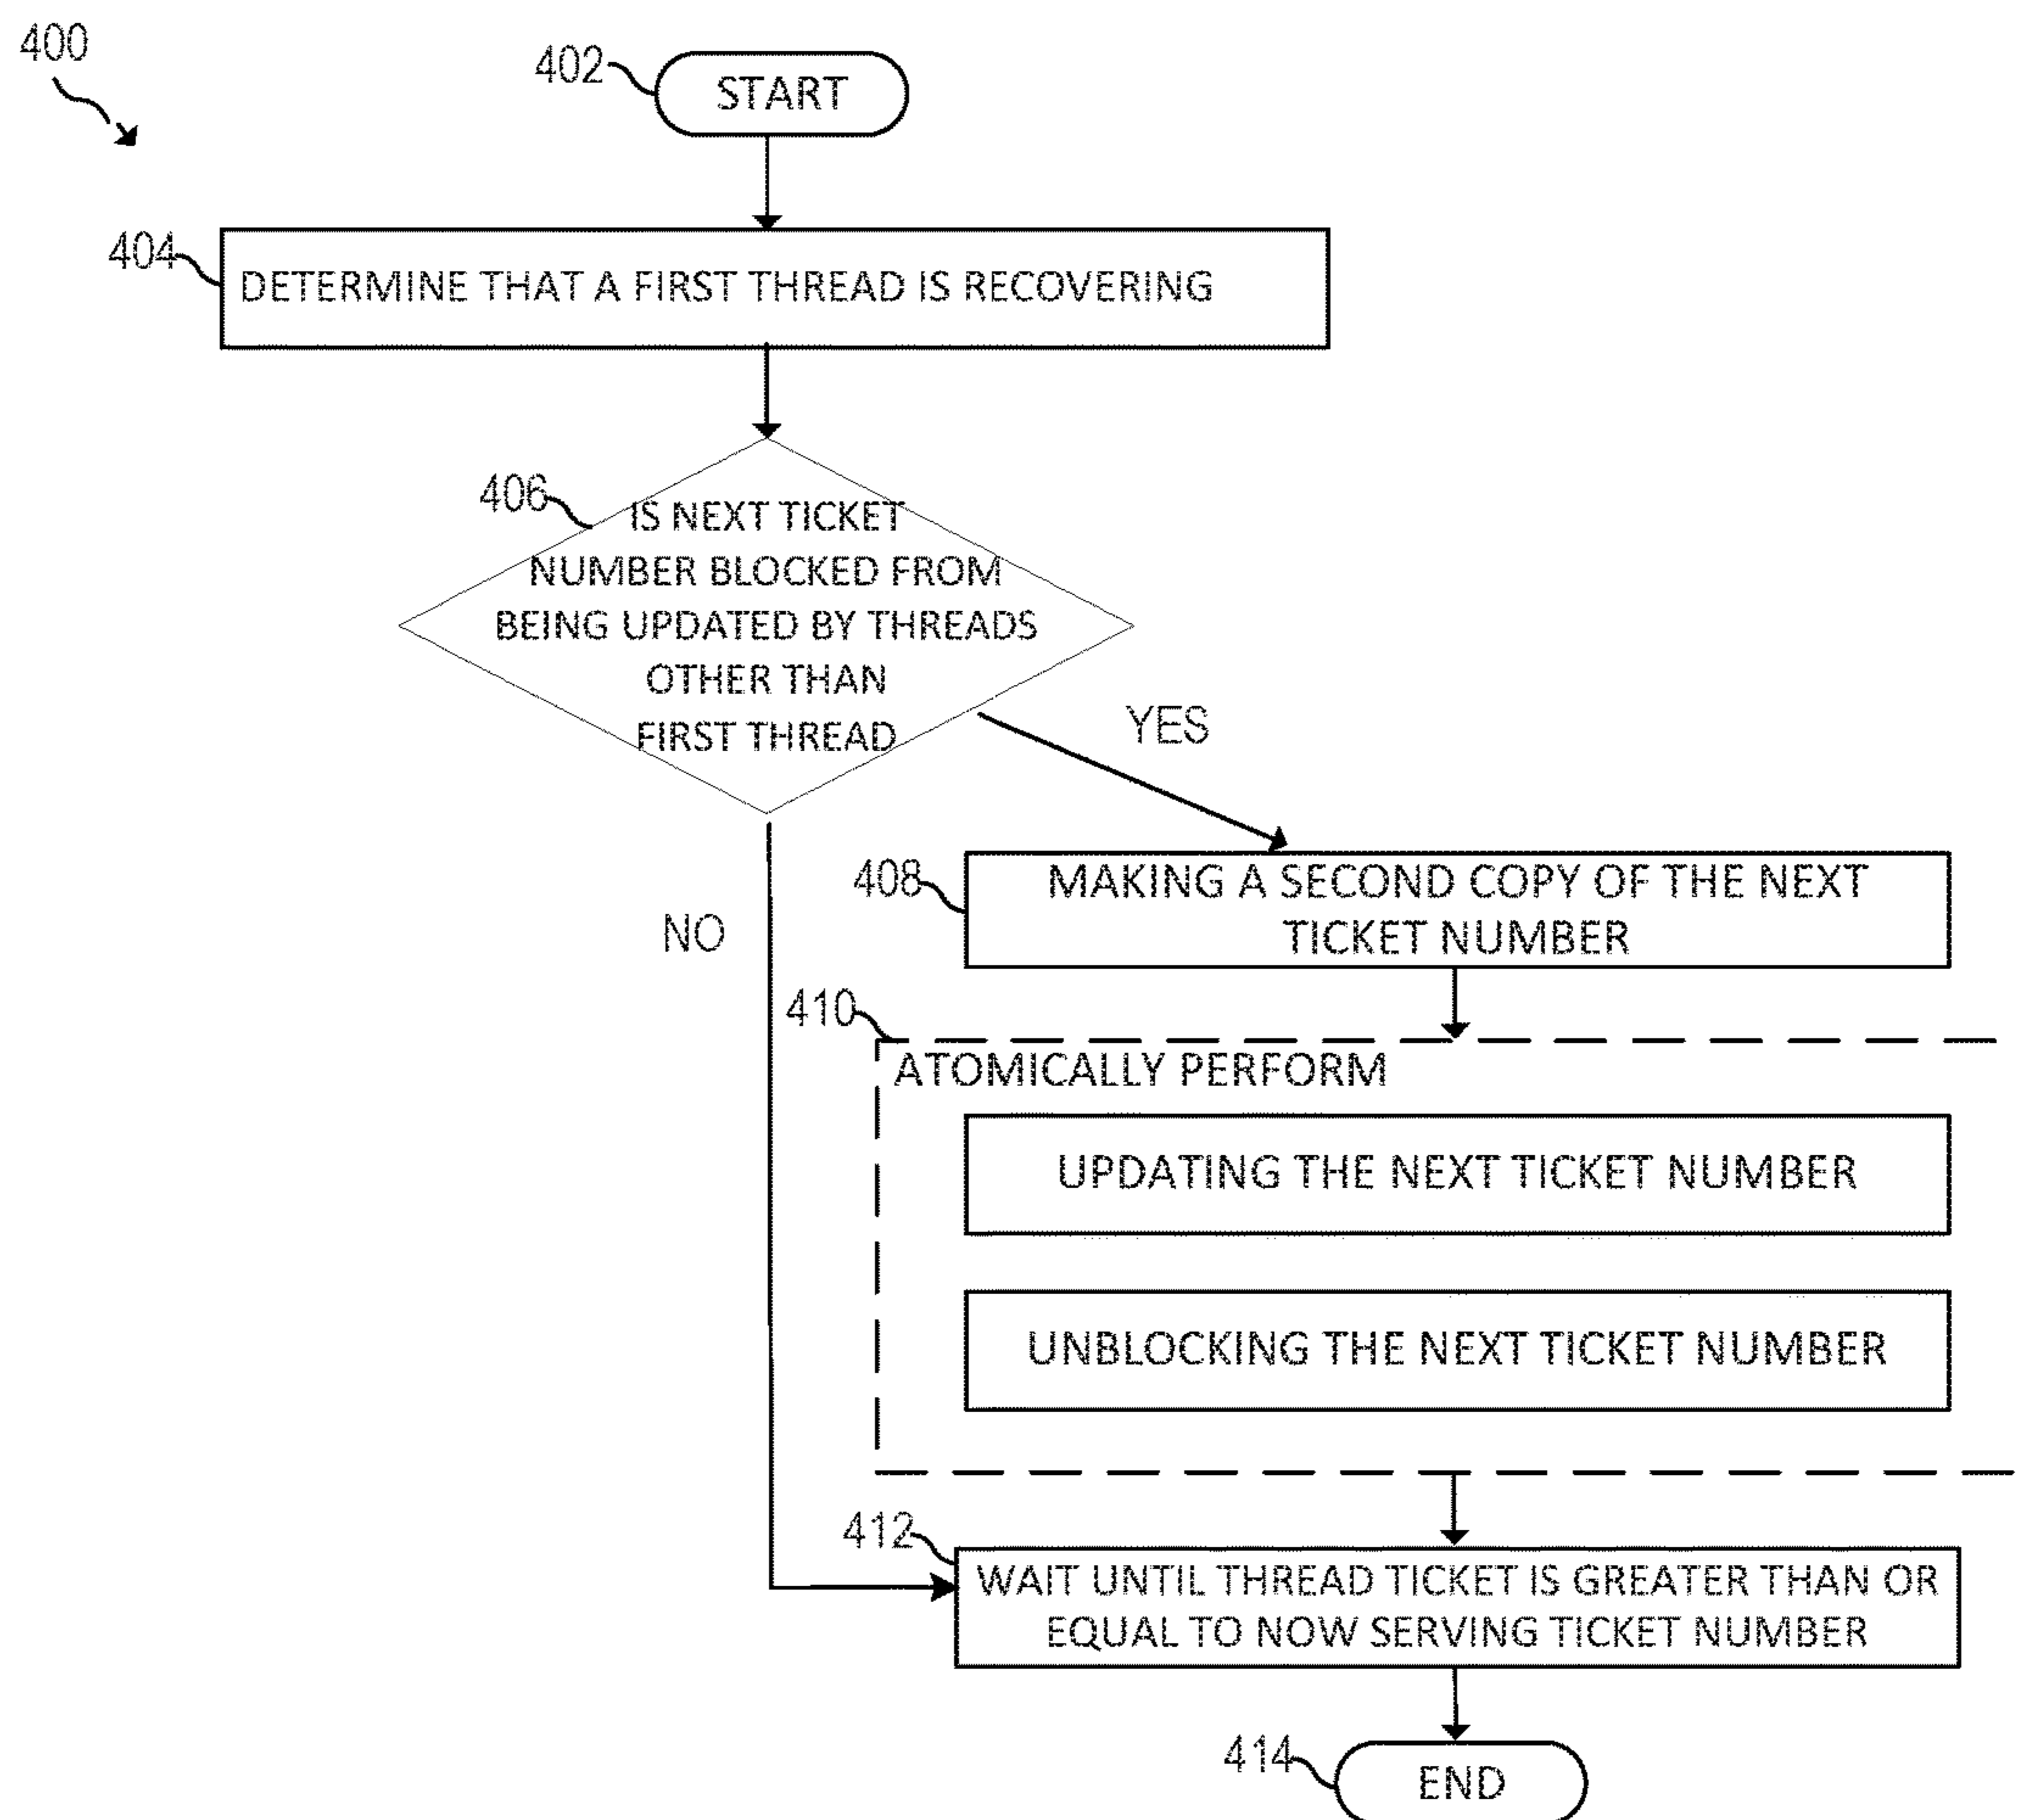 400
402
START
404
DETERMINE THAT A FIRST THREAD IS RECOVERING
406
IS NEXT TICKET
NUMBER BLOCKED FROM
BEING UPDATED BY THREADS
OTHER THAN
FIRST THREAD
YES
NO
408
MAKING A SECOND COPY OF THE NEXT
TICKET NUMBER
410
ATOMICALLY PERFORM
UPDATING THE NEXT TICKET NUMBER
UNBLOCKING THE NEXT TICKET NUMBER
412
WAIT UNTIL THREAD TICKET IS GREATER THAN OR
EQUAL TO NOW SERVING TICKET NUMBER
414
END